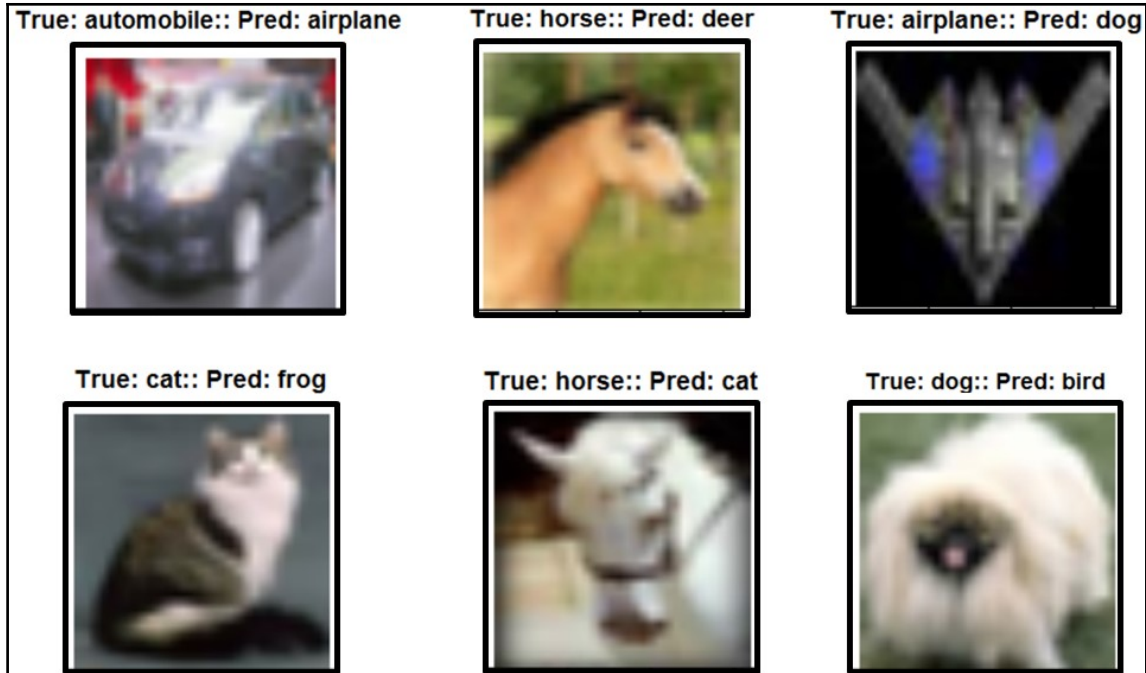 True: automobile:: Pred: airplane
True: horse:: Pred: deer
True: airplane:: Pred: dog
True: cat:: Pred: frog
True: horse:: Pred: cat
True: dog:: Pred: bird